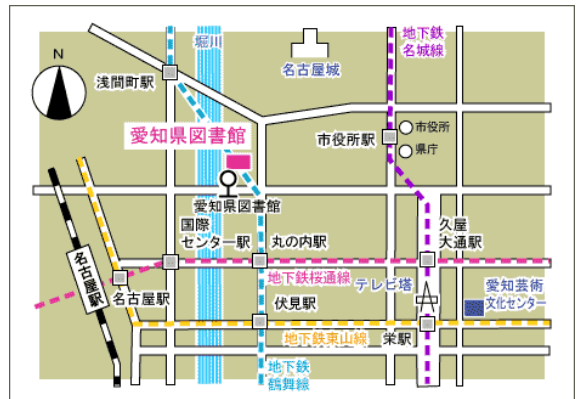 N
堀川
地下鉄
名城線
名古屋城
浅間町駅
愛知県図書館
市役所駅
市役所
県庁
愛知県図書館
国際
センター駅
丸の内駅
久屋
大通駅
名古屋駅
名古屋駅
地下鉄桜通線
テレビ塔
愛知芸術
文化センター
伏見駅
地下鉄東山線
栄駅
地下鉄
鶴舞線